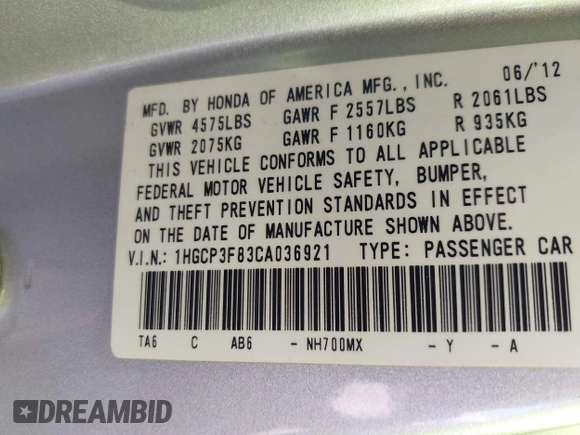 MFD. BY HONDA OF AMERICA MFG., INC. 06/'12
GVWR 4575LBS GAWR F 2557LBS R 2061LBS
GVWR 2075KG GAWR F 1160KG R 935KG
THIS VEHICLE CONFORMS TO ALL APPLICABLE
FEDERAL MOTOR VEHICLE SAFETY, BUMPER,
AND THEFT PREVENTION STANDARDS IN EFFECT
ON THE DATE OF MANUFACTURE SHOWN ABOVE.
V.I.N.: 1HGCP3F83CA036921 TYPE: PASSENGER CAR
TA6 C AB6 - NH700MX - Y - A
DREAMBID